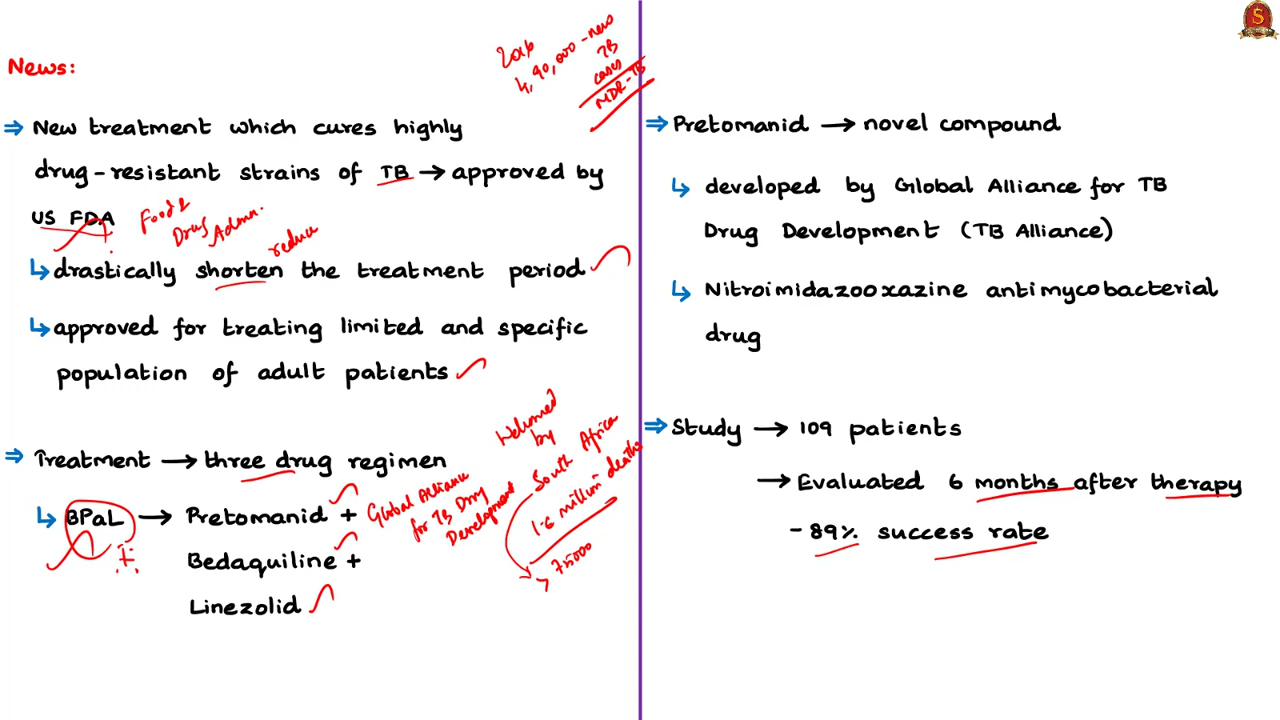 News:
2016
4,90,000 - new
TB
cases
MDR-TB
⇒ New treatment which cures highly
drug-resistant strains of TB → approved by
US FDA
Food &
Drug Admn.
reduce
↳ drastically shorten the treatment period
↳ approved for treating limited and specific
population of adult patients
⇒ Treatment → three drug regimen
↳ BPaL → Pretomanid +
Bedaquiline +
Linezolid
Global Alliance
for TB Drug
Development
Welcomed
by
South Africa
1.6 million deaths
> 75000
⇒ Pretomanid → novel compound
↳ developed by Global Alliance for TB
Drug Development (TB Alliance)
↳ Nitroimidazooxazine antimycobacterial
drug
⇒ Study → 109 patients
→ Evaluated 6 months after therapy
- 89% success rate
S